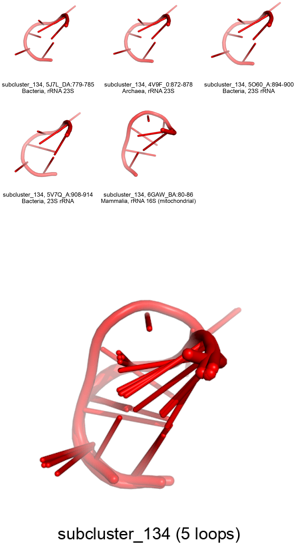 subcluster_134, 5J7L_DA:779-785
Bacteria, rRNA 23S
subcluster_134, 4V9F_0:872-878
Archaea, rRNA 23S
subcluster_134, 5O60_A:894-900
Bacteria, 23S rRNA
subcluster_134, 5V7Q_A:908-914
Bacteria, 23S rRNA
subcluster_134, 6GAW_BA:80-86
Mammalia, rRNA 16S (mitochondrial)
subcluster_134 (5 loops)